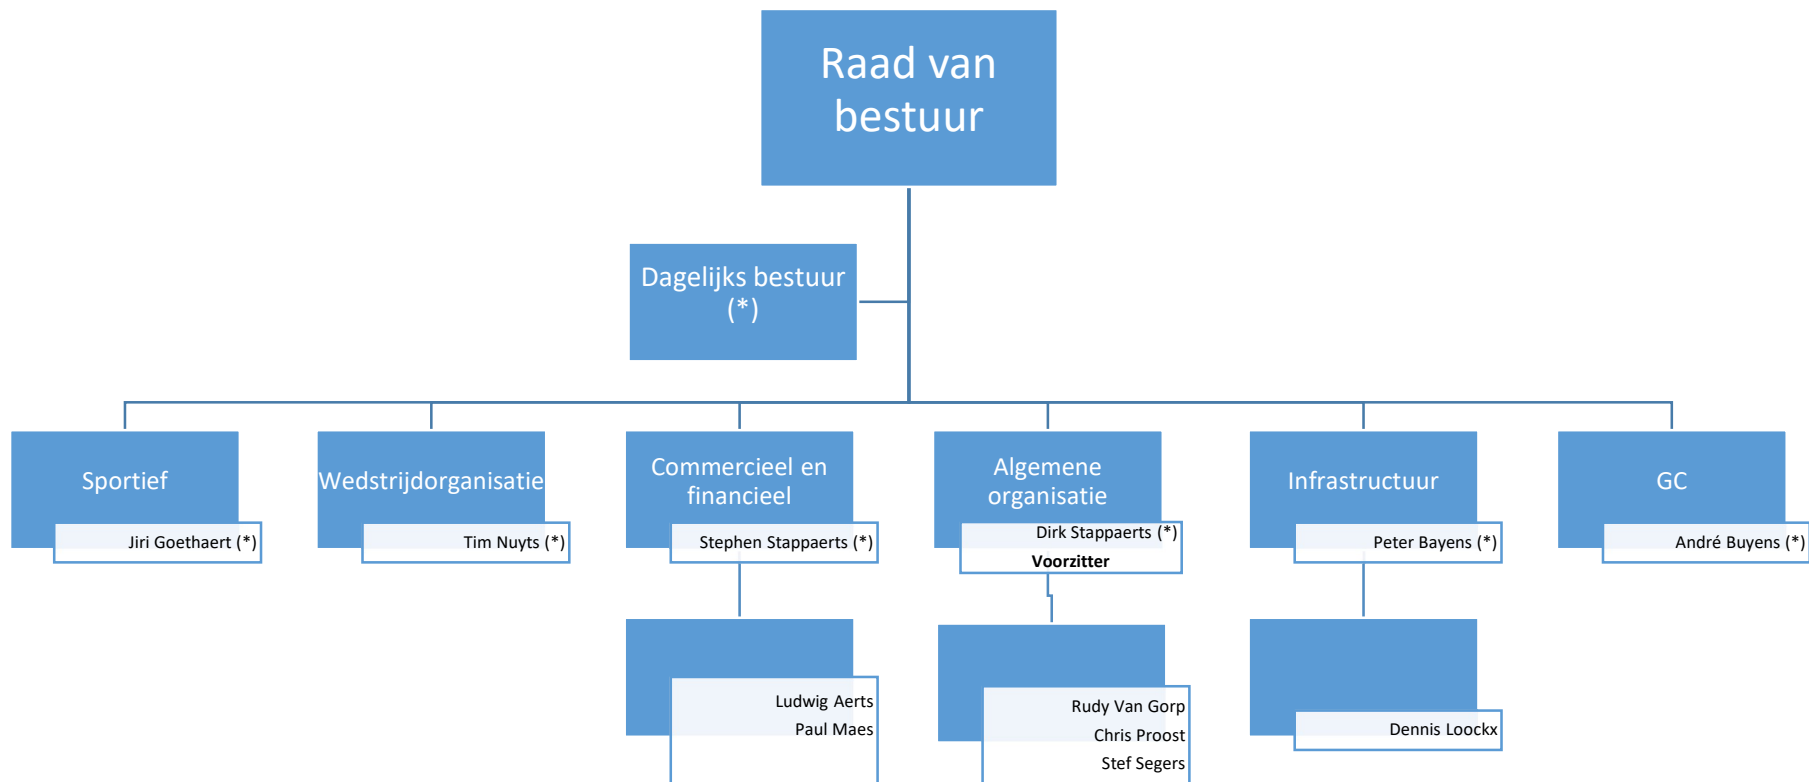 Raad van
bestuur
Dagelijks bestuur
(*)
Sportief
Jiri Goethaert (*)
Wedstrijdorganisatie
Tim Nuyts (*)
Commercieel en
financieel
Stephen Stappaerts (*)
Algemene
organisatie
Dirk Stappaerts (*)
Voorzitter
Infrastructuur
Peter Bayens (*)
GC
André Buyens (*)
Ludwig Aerts
Paul Maes
Rudy Van Gorp
Chris Proost
Stef Segers
Dennis Loockx